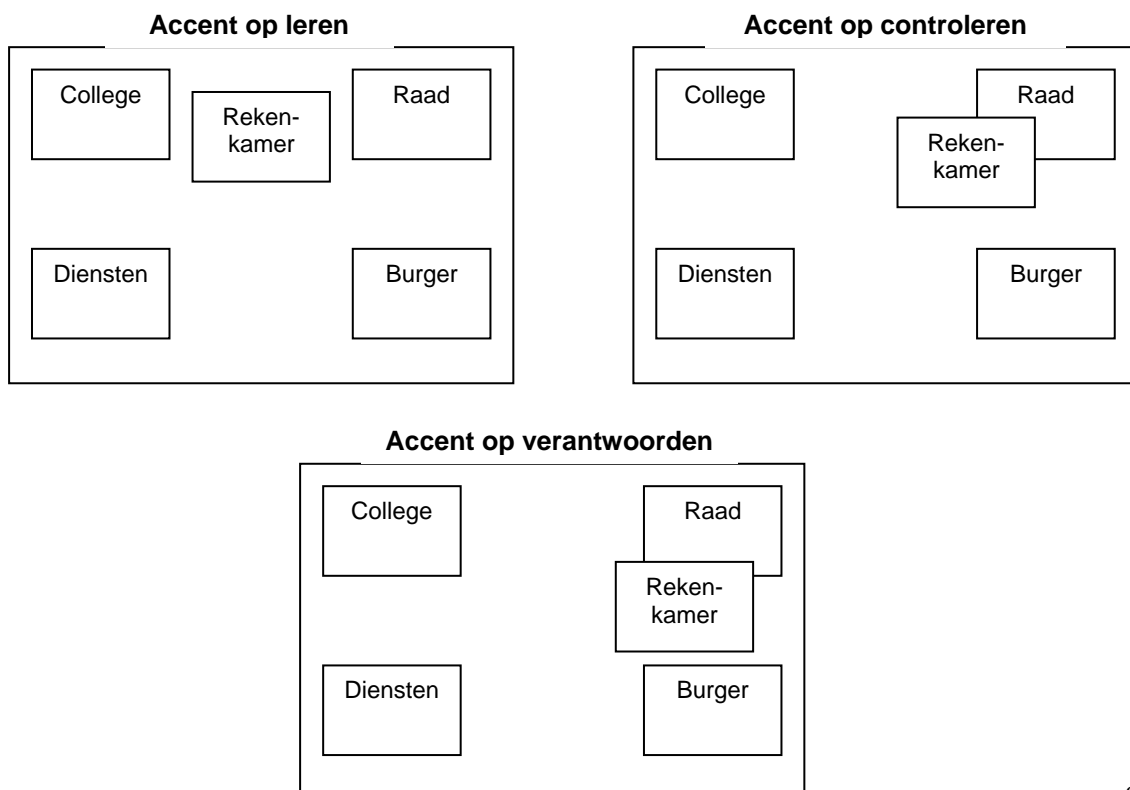 Accent op leren
College
Reken-
kamer
Raad
Diensten
Burger
Accent op controleren
College
Raad
Reken-
kamer
Diensten
Burger
Accent op verantwoorden
College
Raad
Reken-
kamer
Diensten
Burger